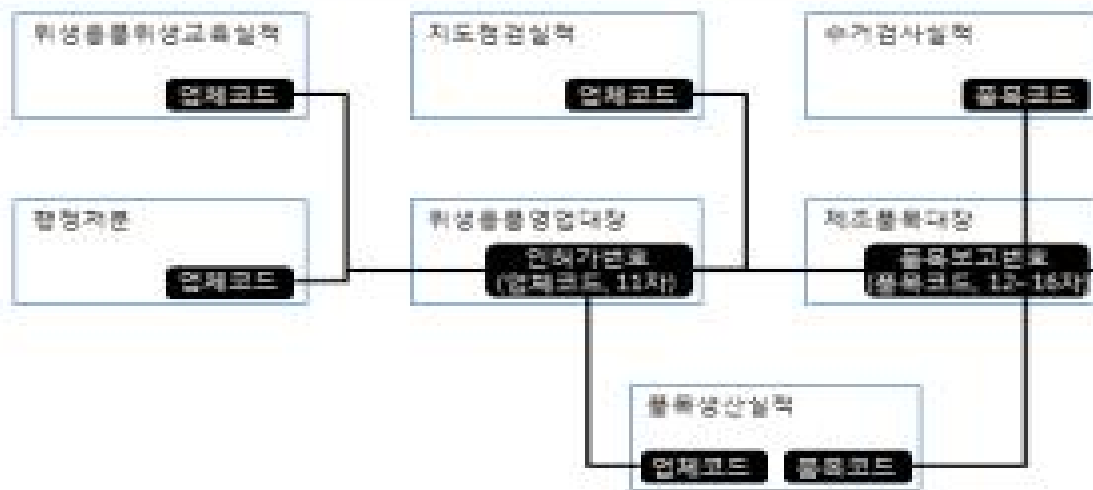 위생용품위생교육실적
업체코드
지도점검실적
업체코드
수거검사실적
품목코드
행정처분
업체코드
위생용품영업대장
인허가번호
(업체코드, 11자)
제조품목대장
품목보고번호
(품목코드, 12~16자)
품목생산실적
업체코드
품목코드